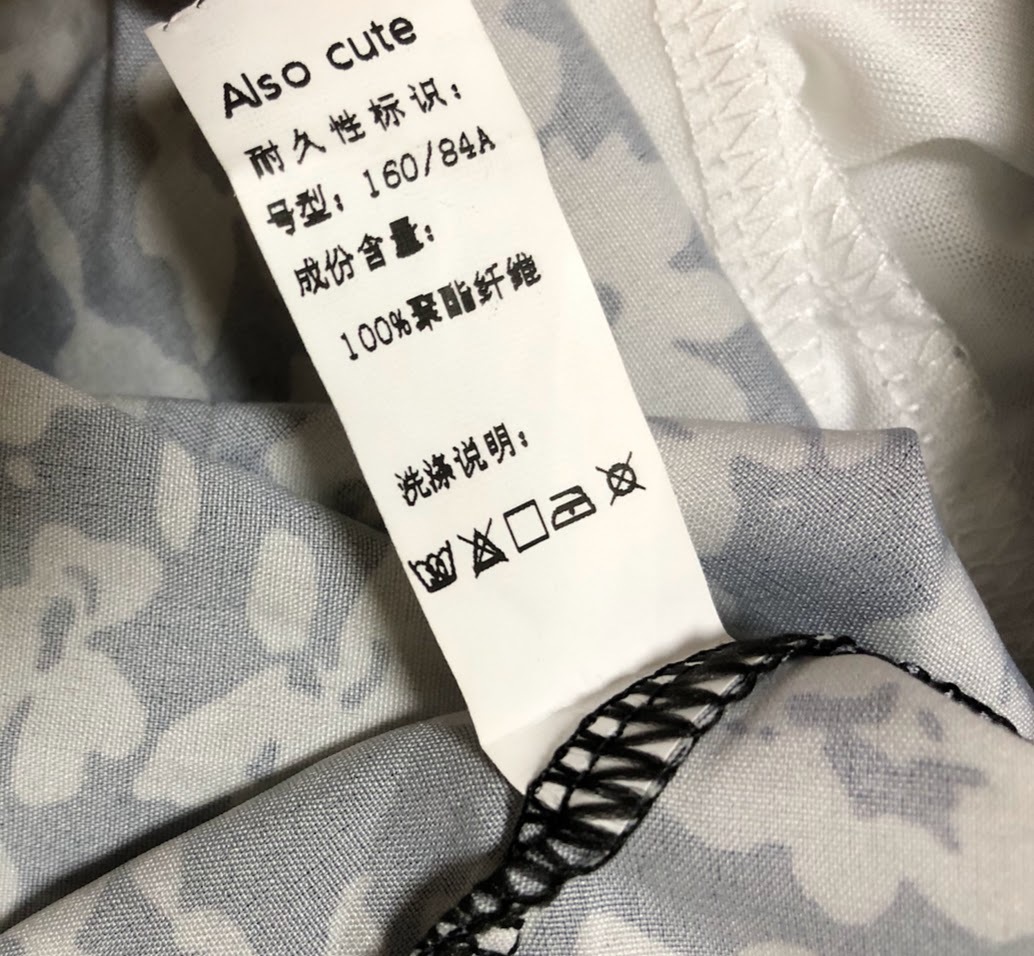 Also cute
耐久性标识：
号型：160/84A
成份含量：
100%聚酯纤维
洗涤说明：